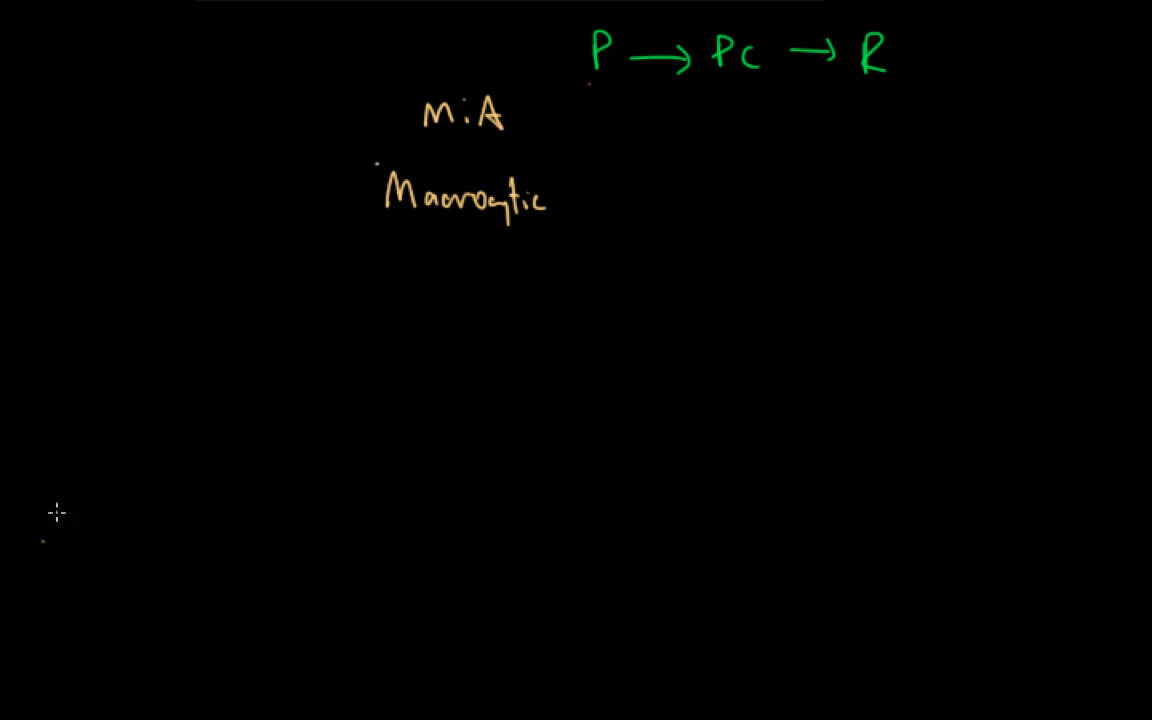 P → Pc → R
M.A
Macrocytic